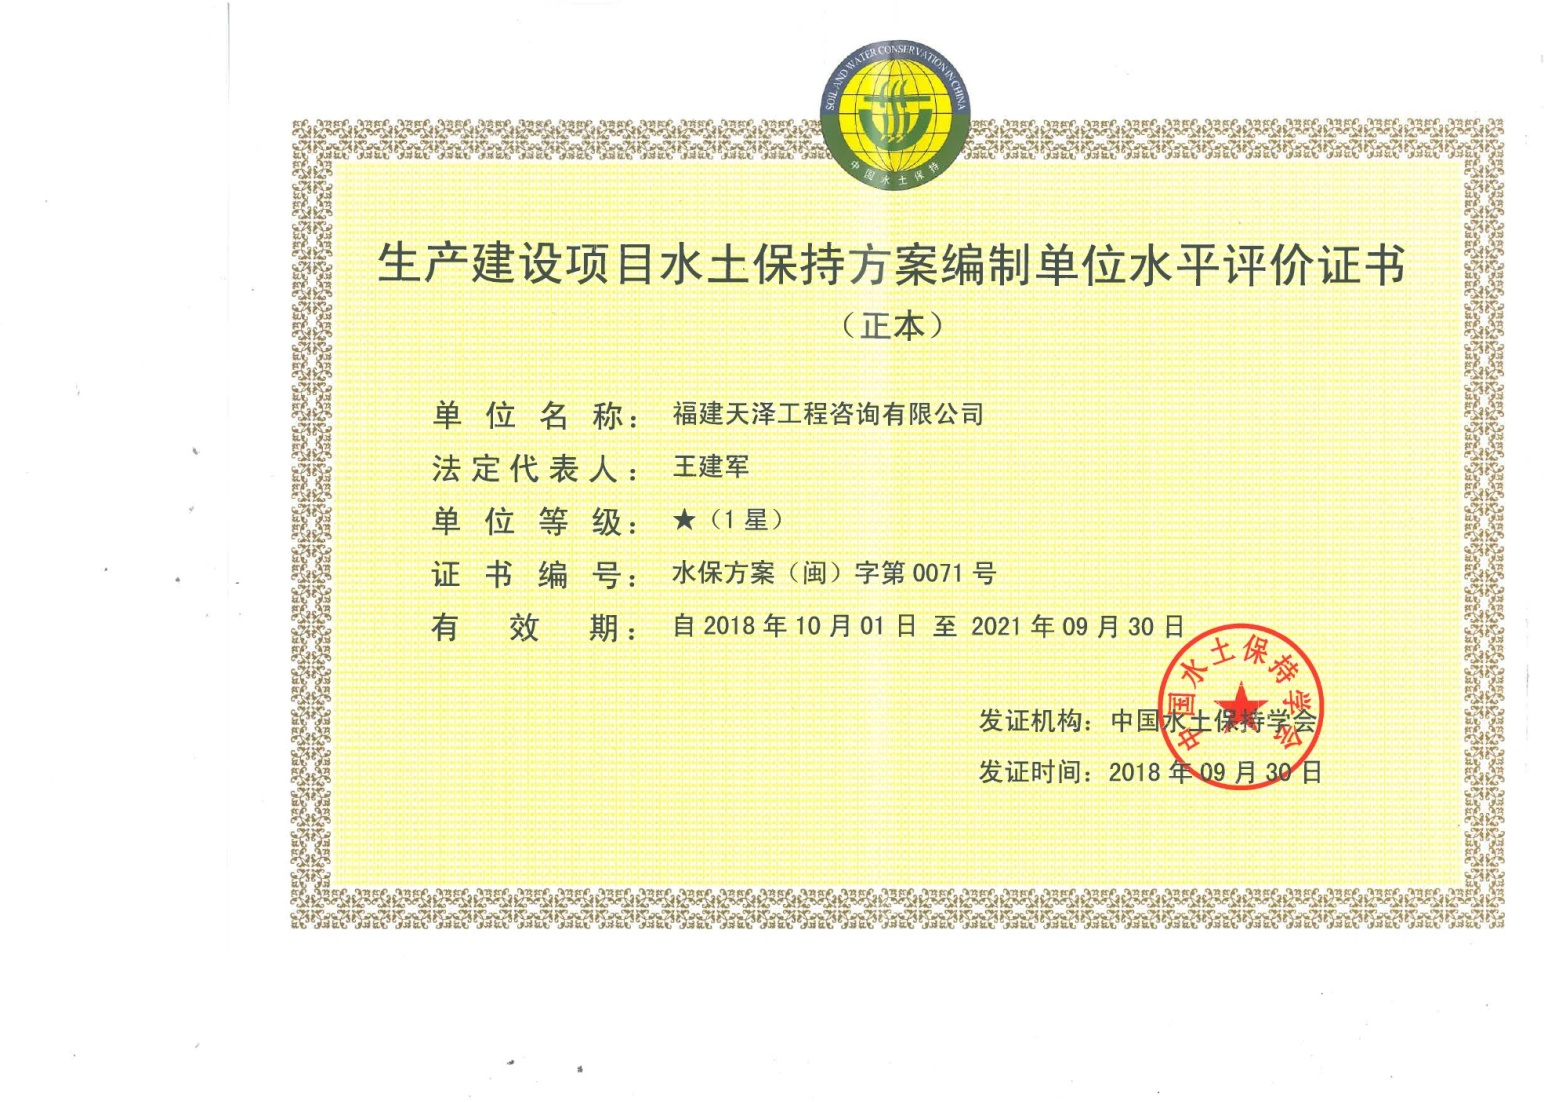 SOIL AND WATER CONSERVATION IN CHINA
中国水土保持
生产建设项目水土保持方案编制单位水平评价证书
（正本）
单位名称： 福建天泽工程咨询有限公司
法定代表人： 王建军
单位等级： ★（1星）
证书编号： 水保方案（闽）字第0071号
有效期： 自2018年10月01日 至 2021年09月30日
中国水土保持学会
发证机构：中国水土保持学会
发证时间：2018年09月30日